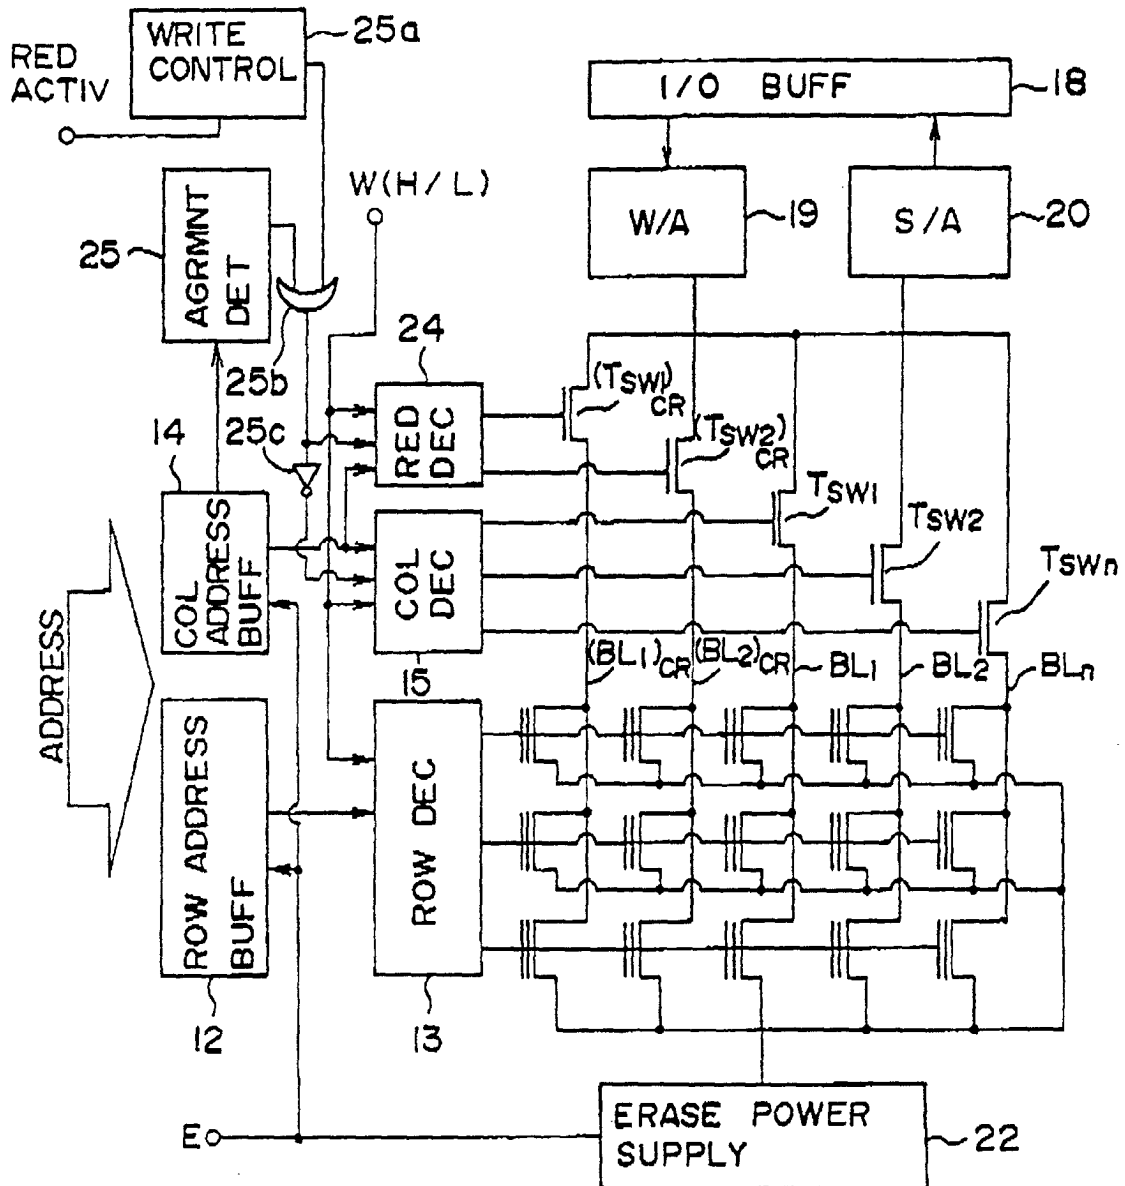 WRITE
CONTROL
25a
RED
ACTIV
I/O BUFF
18
W(H/L)
AGRMNT
DET
25
W/A
19
S/A
20
25b
24
RED
DEC
(TSW1)CR
(TSW2)CR
25c
14
COL
ADDRESS
BUFF
COL
DEC
15
TSW1
TSW2
TSWn
ADDRESS
(BL1)CR
(BL2)CR
BL1
BL2
BLn
ROW ADDRESS
BUFF
12
ROW DEC
13
E
ERASE POWER
SUPPLY
22